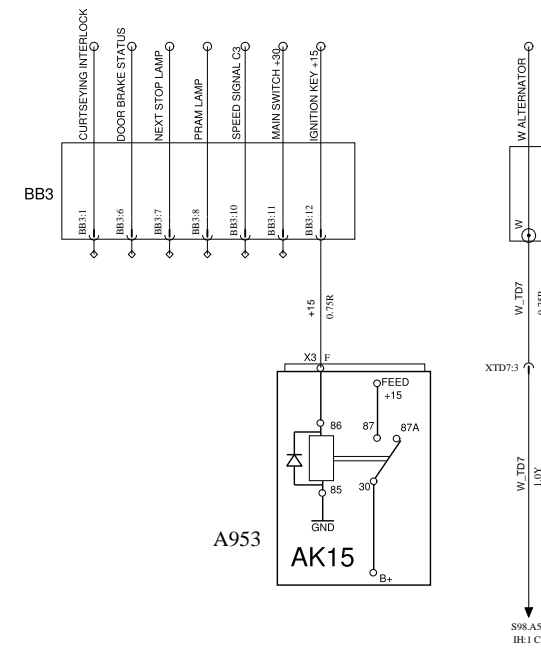 CURTSEYING INTERLOCK
DOOR BRAKE STATUS
NEXT STOP LAMP
PRAM LAMP
SPEED SIGNAL C3
MAIN SWITCH +30
IGNITION KEY +15
W ALTERNATOR
BB3
BB3:1
BB3:6
BB3:7
BB3:8
BB3:10
BB3:11
BB3:12
W
+15
0.75R
W_TD7
0.75R
X3 F
XTD7:3
FEED
+15
86
87
87A
85
30
GND
W_TD7
1.0Y
A953
AK15
B+
S98.A5
IH:1 C